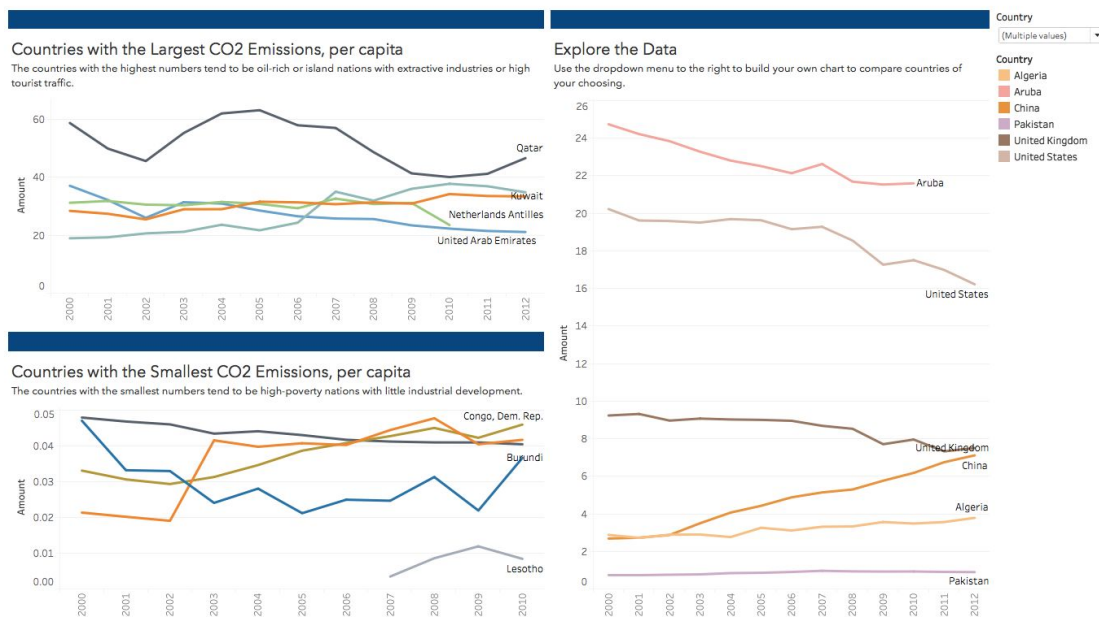 Countries with the Largest CO2 Emissions, per capita
The countries with the highest numbers tend to be oil-rich or island nations with extractive industries or high
tourist traffic.
60
40
20
0
Amount
Qatar
Kuwait
Netherlands Antilles
United Arab Emirates
2000
2001
2002
2003
2004
2005
2006
2007
2008
2009
2010
2011
2012
Countries with the Smallest CO2 Emissions, per capita
The countries with the smallest numbers tend to be high-poverty nations with little industrial development.
0.05
0.04
0.03
0.02
0.01
0.00
Amount
Congo, Dem. Rep.
Burundi
Lesotho
2000
2001
2002
2003
2004
2005
2006
2007
2008
2009
2010
Explore the Data
Use the dropdown menu to the right to build your own chart to compare countries of
your choosing.
26
24
22
20
18
16
14
12
10
8
6
4
2
0
Amount
Aruba
United States
United Kingdom
China
Algeria
Pakistan
2000
2001
2002
2003
2004
2005
2006
2007
2008
2009
2010
2011
2012
Country
(Multiple values)
Country
Algeria
Aruba
China
Pakistan
United Kingdom
United States